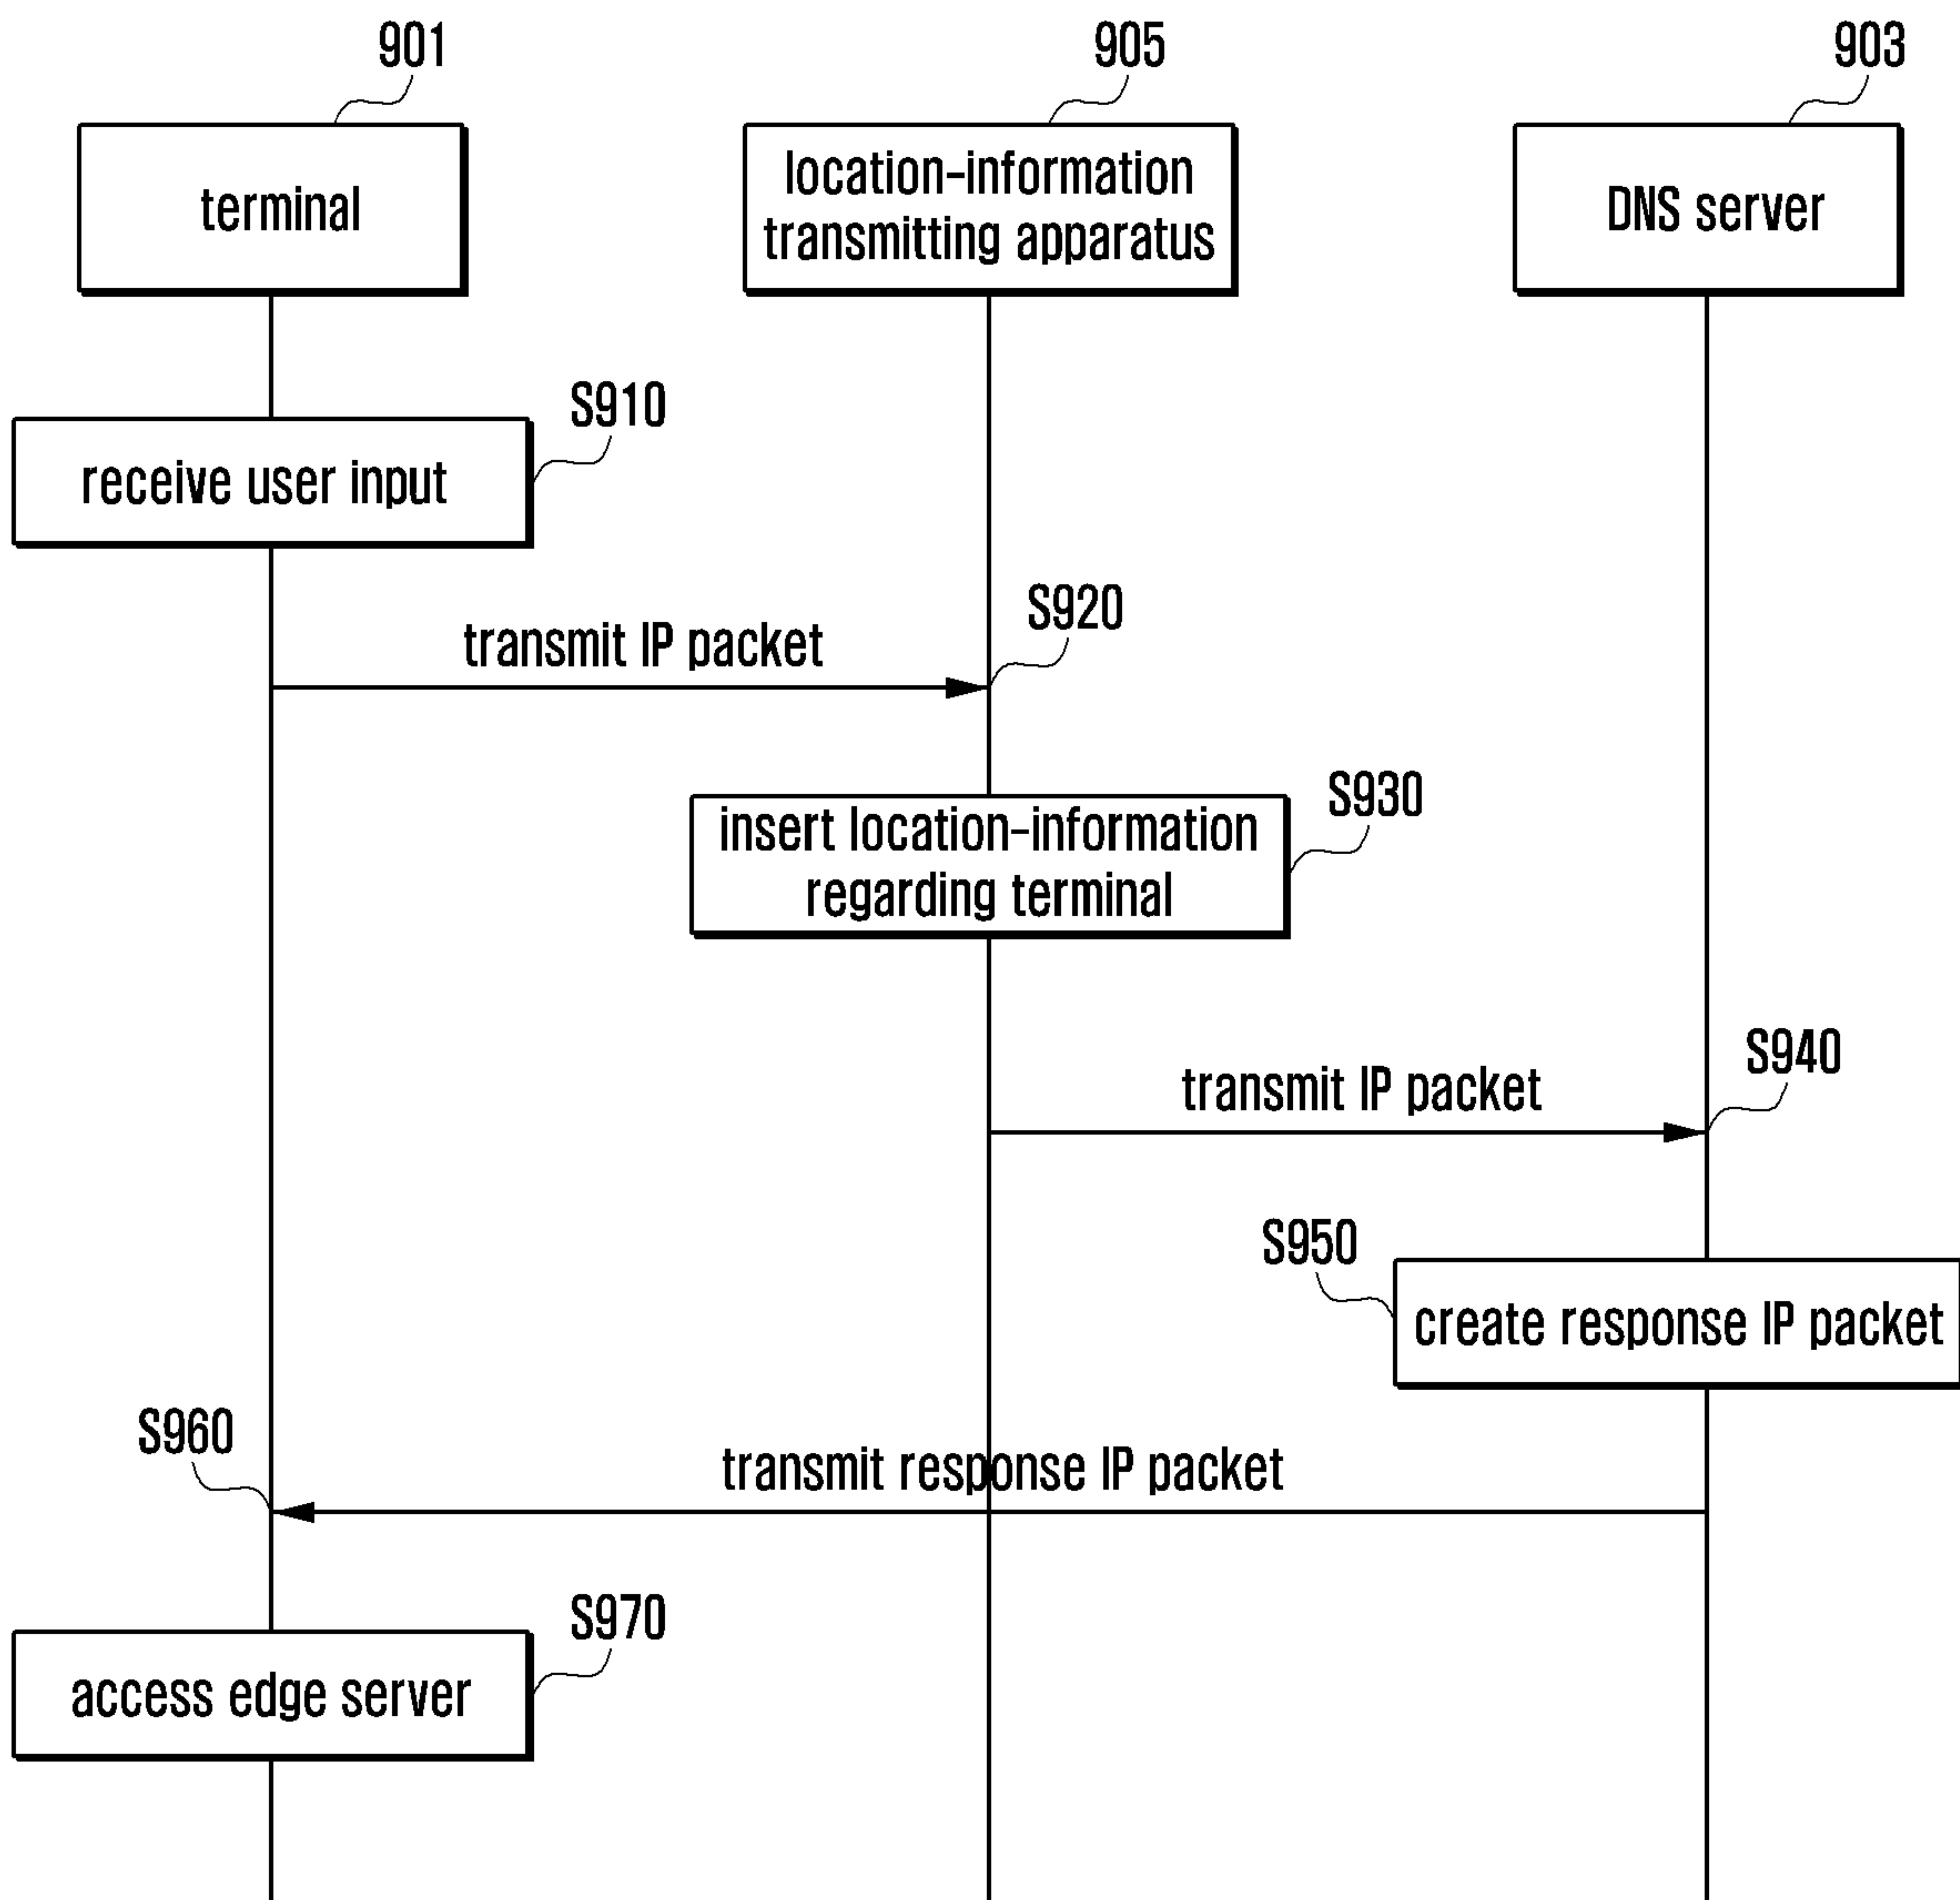 901
905
903
terminal
location-information
transmitting apparatus
DNS server
S910
receive user input
S920
transmit IP packet
S930
insert location-information
regarding terminal
S940
transmit IP packet
S950
create response IP packet
S960
transmit response IP packet
S970
access edge server